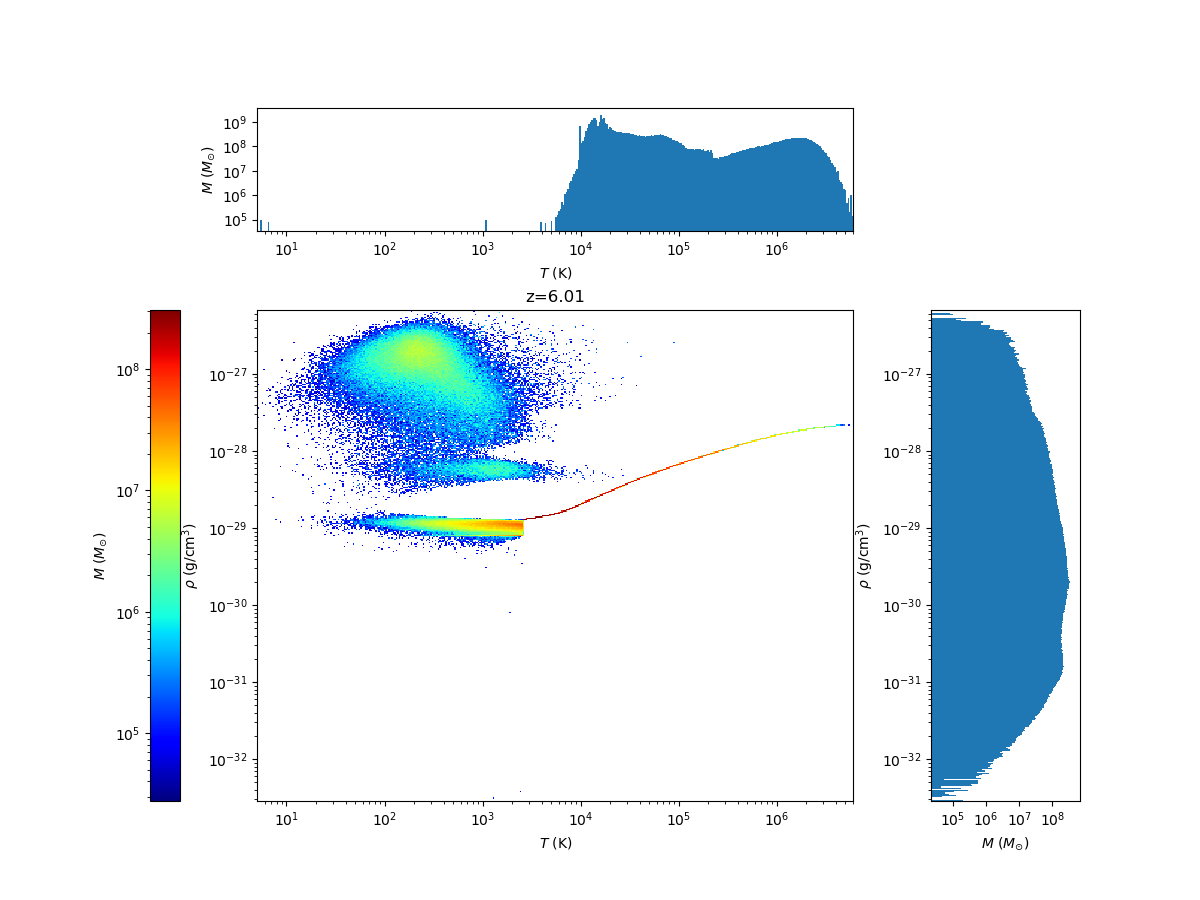 10⁹
10⁸
10⁷
10⁶
10⁵
M (M☉)
10¹ 10² 10³ 10⁴ 10⁵ 10⁶
T (K)
z=6.01
10⁸
10⁷
10⁶
10⁵
M (M☉)
10⁻²⁷
10⁻²⁸
10⁻²⁹
10⁻³⁰
10⁻³¹
10⁻³²
ρ (g/cm³)
10¹ 10² 10³ 10⁴ 10⁵ 10⁶
T (K)
10⁻²⁷
10⁻²⁸
10⁻²⁹
10⁻³⁰
10⁻³¹
10⁻³²
ρ (g/cm³)
10⁵ 10⁶ 10⁷ 10⁸
M (M☉)